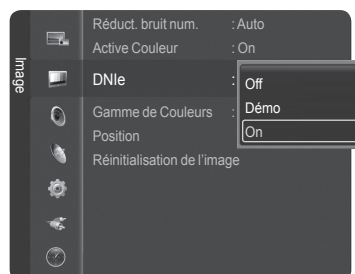 Image
Réduct. bruit num. : Auto
Active Couleur : On
DNIe :
Off
Démo
On
Gamme de Couleurs :
Position
Réinitialisation de l'image